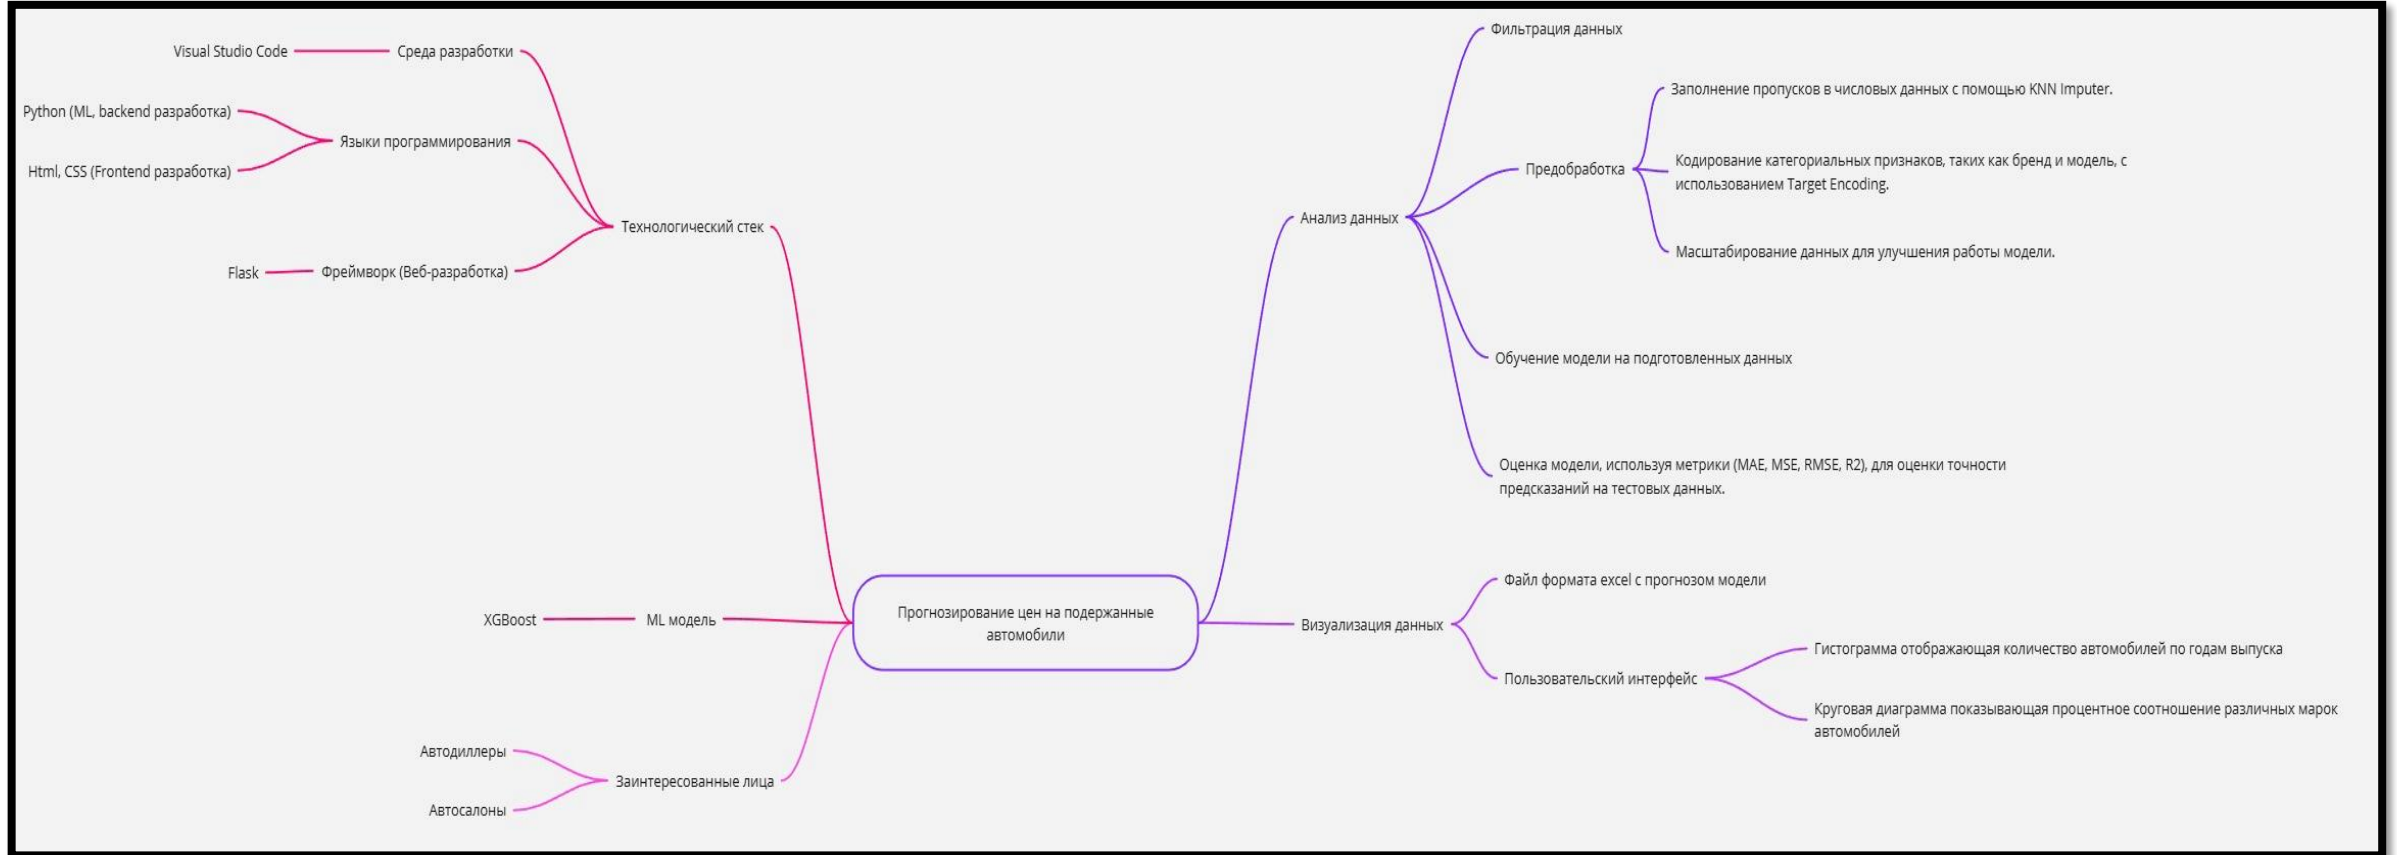 Visual Studio Code
Среда разработки
Python (ML, backend разработка)
Языки программирования
Html, CSS (Frontend разработка)
Технологический стек
Flask
Фреймворк (Веб-разработка)
XGBoost
ML модель
Автодиллеры
Заинтересованные лица
Автосалоны
Прогнозирование цен на подержанные
автомобили
Фильтрация данных
Заполнение пропусков в числовых данных с помощью KNN Imputer.
Кодирование категориальных признаков, таких как бренд и модель, с
использованием Target Encoding.
Предобработка
Анализ данных
Масштабирование данных для улучшения работы модели.
Обучение модели на подготовленных данных
Оценка модели, используя метрики (MAE, MSE, RMSE, R2), для оценки точности
предсказаний на тестовых данных.
Файл формата excel с прогнозом модели
Визуализация данных
Пользовательский интерфейс
Гистограмма отображающая количество автомобилей по годам выпуска
Круговая диаграмма показывающая процентное соотношение различных марок
автомобилей